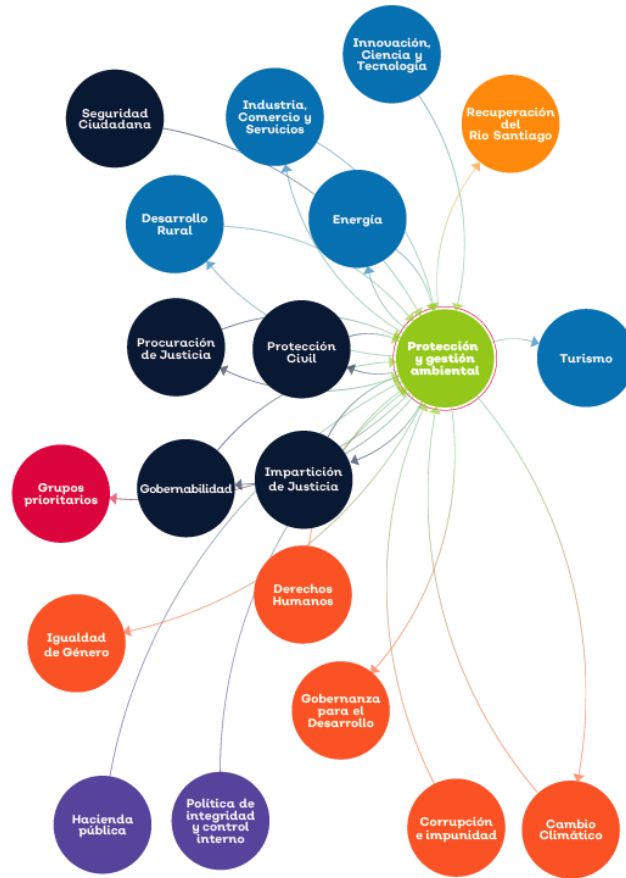 Innovación,
Ciencia y
Tecnología
Seguridad
Ciudadana
Industria,
Comercio y
Servicios
Recuperación
del
Río Santiago
Desarrollo
Rural
Energía
Procuración
de Justicia
Protección
Civil
Protección
y gestión
ambiental
Turismo
Grupos
prioritarios
Gobernabilidad
Impartición
de Justicia
Derechos
Humanos
Igualdad
de Género
Gobernanza
para el
Desarrollo
Hacienda
pública
Política de
integridad
y control
interno
Corrupción
e impunidad
Cambio
Climático